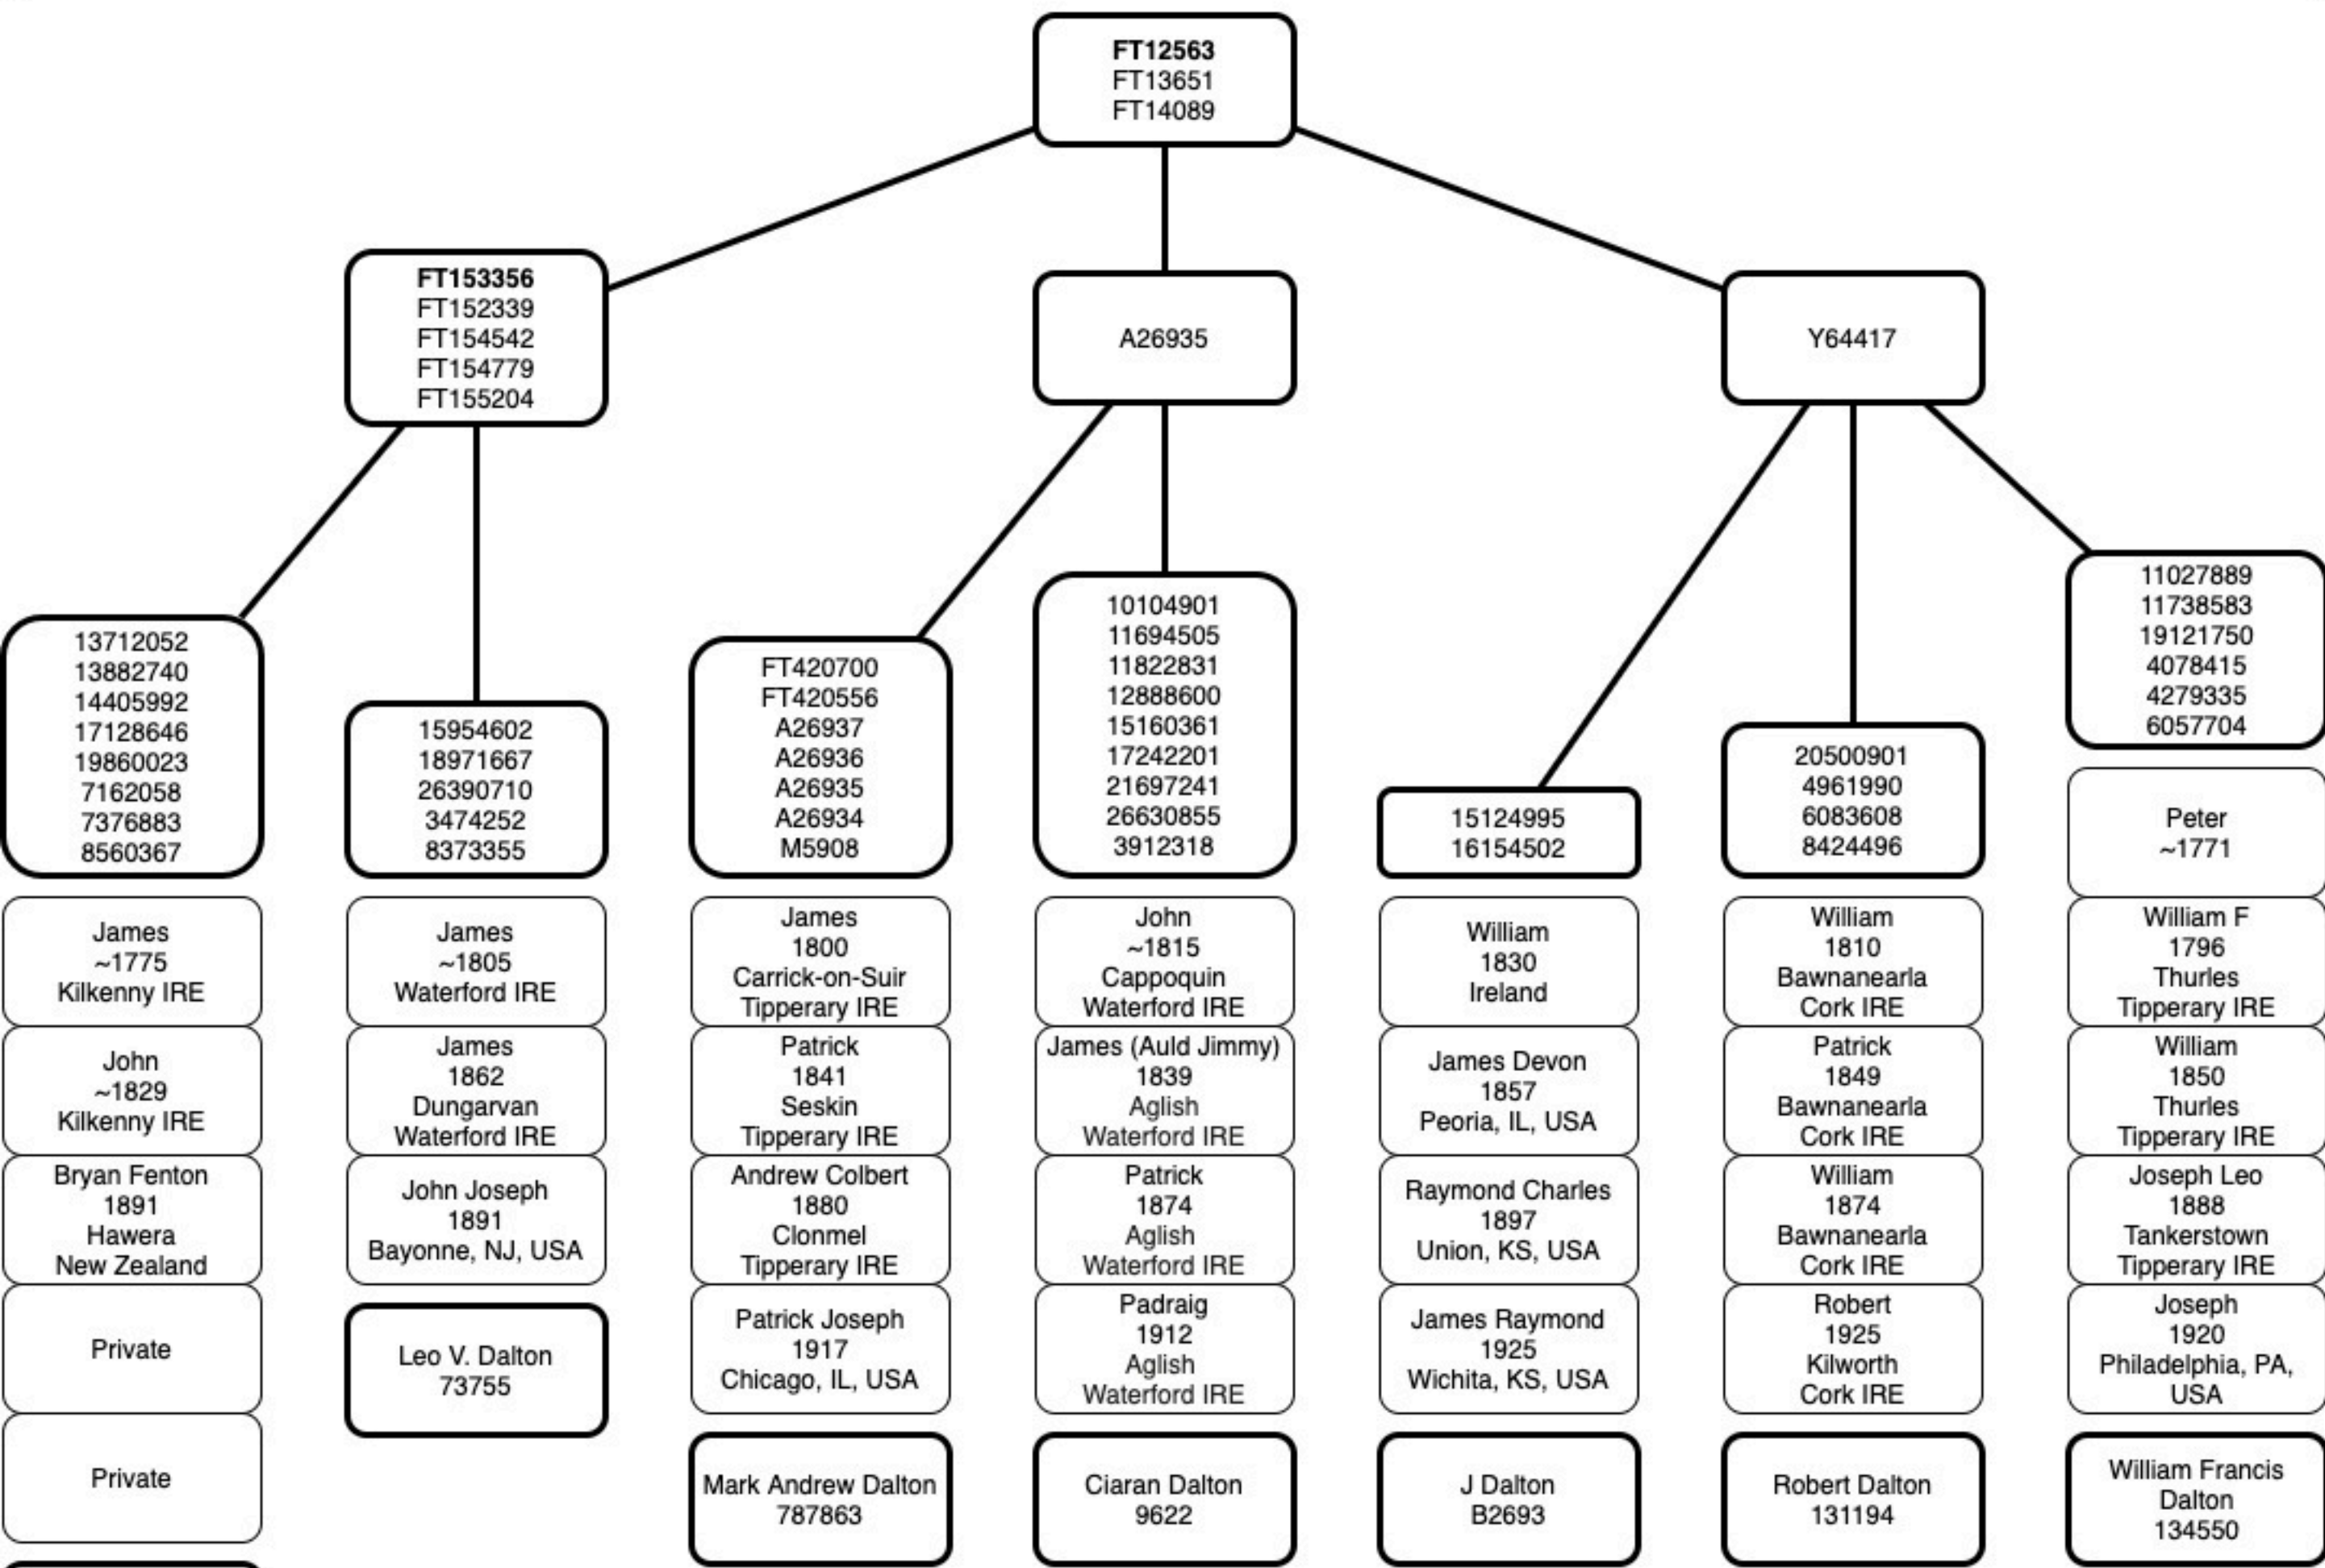 FT12563
FT13651
FT14089
FT153356
FT152339
FT154542
FT154779
FT155204
A26935
Y64417
13712052
13882740
14405992
17128646
19860023
7162058
7376883
8560367
15954602
18971667
26390710
3474252
8373355
FT420700
FT420556
A26937
A26936
A26935
A26934
M5908
10104901
11694505
11822831
12888600
15160361
17242201
21697241
26630855
3912318
15124995
16154502
20500901
4961990
6083608
8424496
11027889
11738583
19121750
4078415
4279335
6057704
James
~1775
Kilkenny IRE
John
~1829
Kilkenny IRE
Bryan Fenton
1891
Hawera
New Zealand
Private
Private
James
~1805
Waterford IRE
James
1862
Dungarvan
Waterford IRE
John Joseph
1891
Bayonne, NJ, USA
Leo V. Dalton
73755
James
1800
Carrick-on-Suir
Tipperary IRE
Patrick
1841
Seskin
Tipperary IRE
Andrew Colbert
1880
Clonmel
Tipperary IRE
Patrick Joseph
1917
Chicago, IL, USA
Mark Andrew Dalton
787863
John
~1815
Cappoquin
Waterford IRE
James (Auld Jimmy)
1839
Aglish
Waterford IRE
Patrick
1874
Aglish
Waterford IRE
Padraig
1912
Aglish
Waterford IRE
Ciaran Dalton
9622
William
1830
Ireland
James Devon
1857
Peoria, IL, USA
Raymond Charles
1897
Union, KS, USA
James Raymond
1925
Wichita, KS, USA
J Dalton
B2693
William
1810
Bawnanearla
Cork IRE
Patrick
1849
Bawnanearla
Cork IRE
William
1874
Bawnanearla
Cork IRE
Robert
1925
Kilworth
Cork IRE
Robert Dalton
131194
Peter
~1771
William F
1796
Thurles
Tipperary IRE
William
1850
Thurles
Tipperary IRE
Joseph Leo
1888
Tankerstown
Tipperary IRE
Joseph
1920
Philadelphia, PA,
USA
William Francis
Dalton
134550